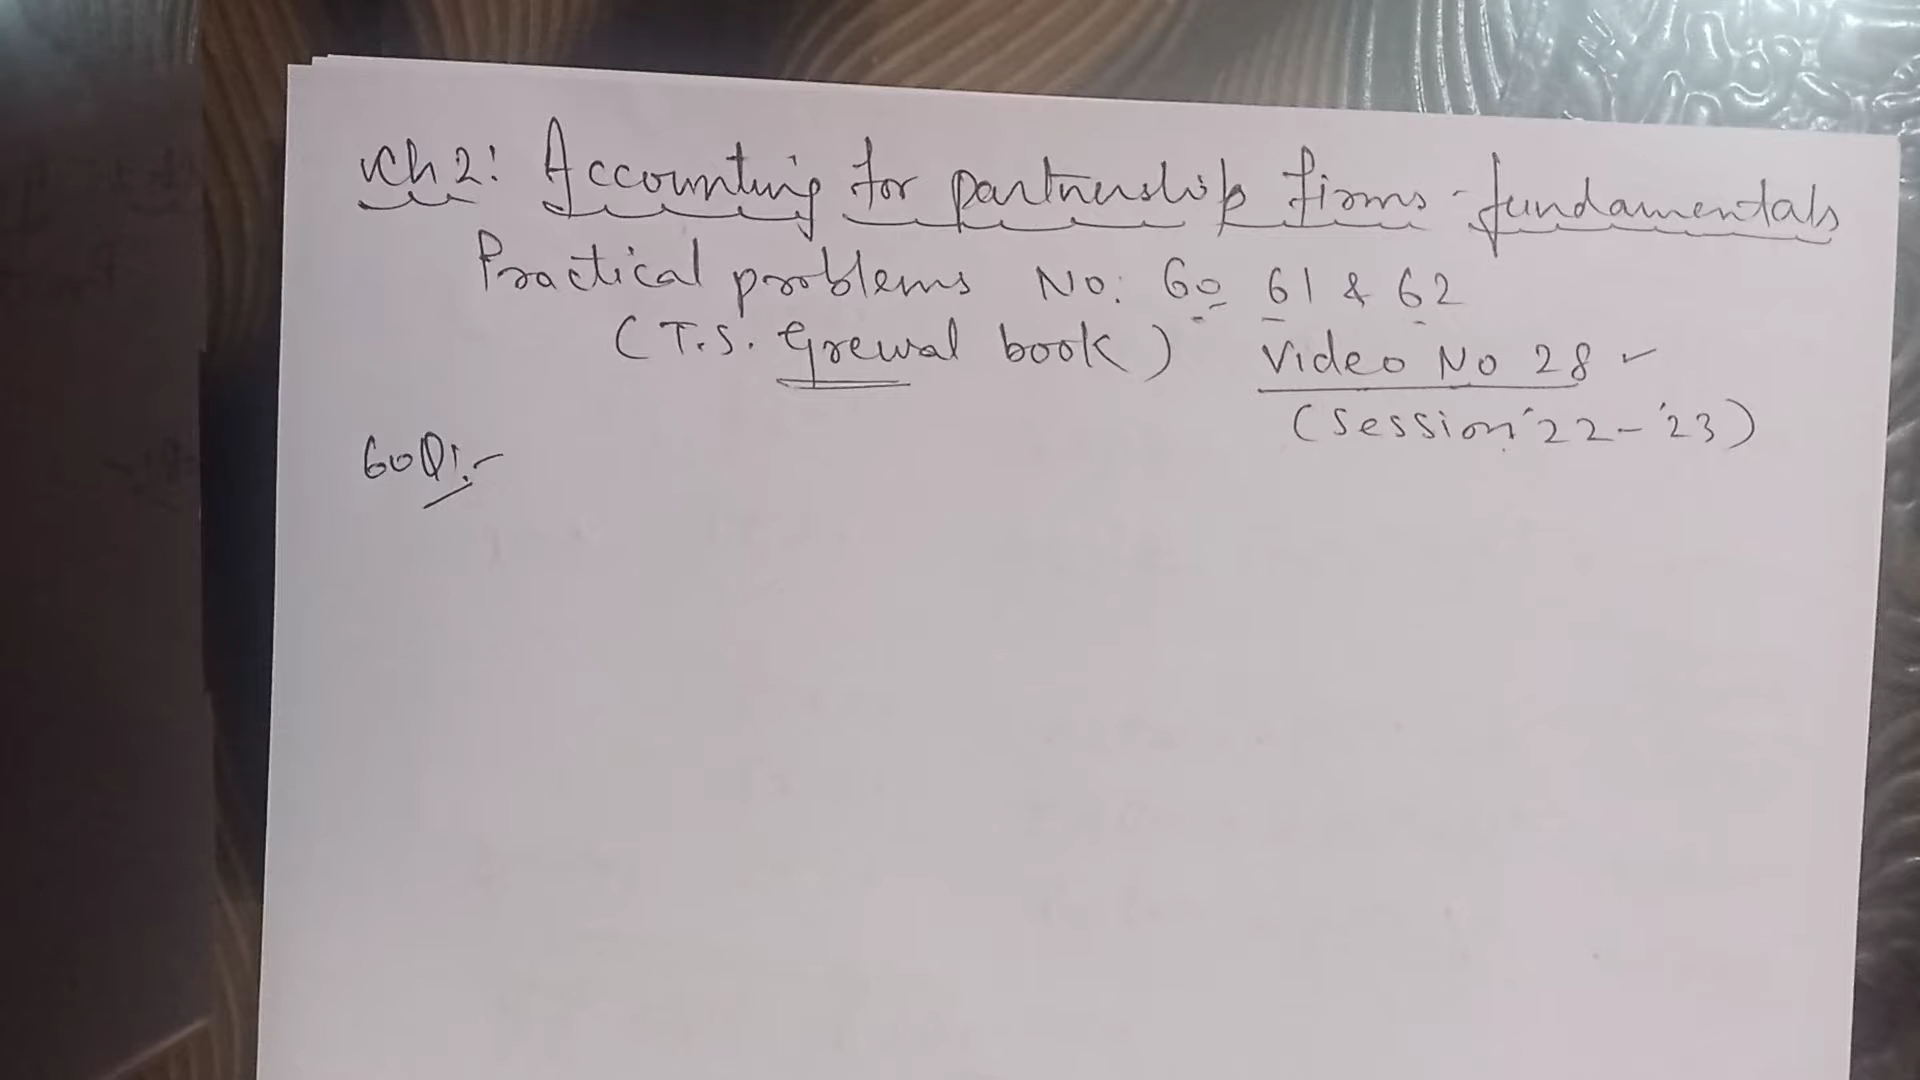 Ch 2: Accounting for partnership firms - fundamentals
Practical problems No: 60 61 & 62
(T.S. Grewal book) Video No 28
(Session '22-'23)
60Q:-